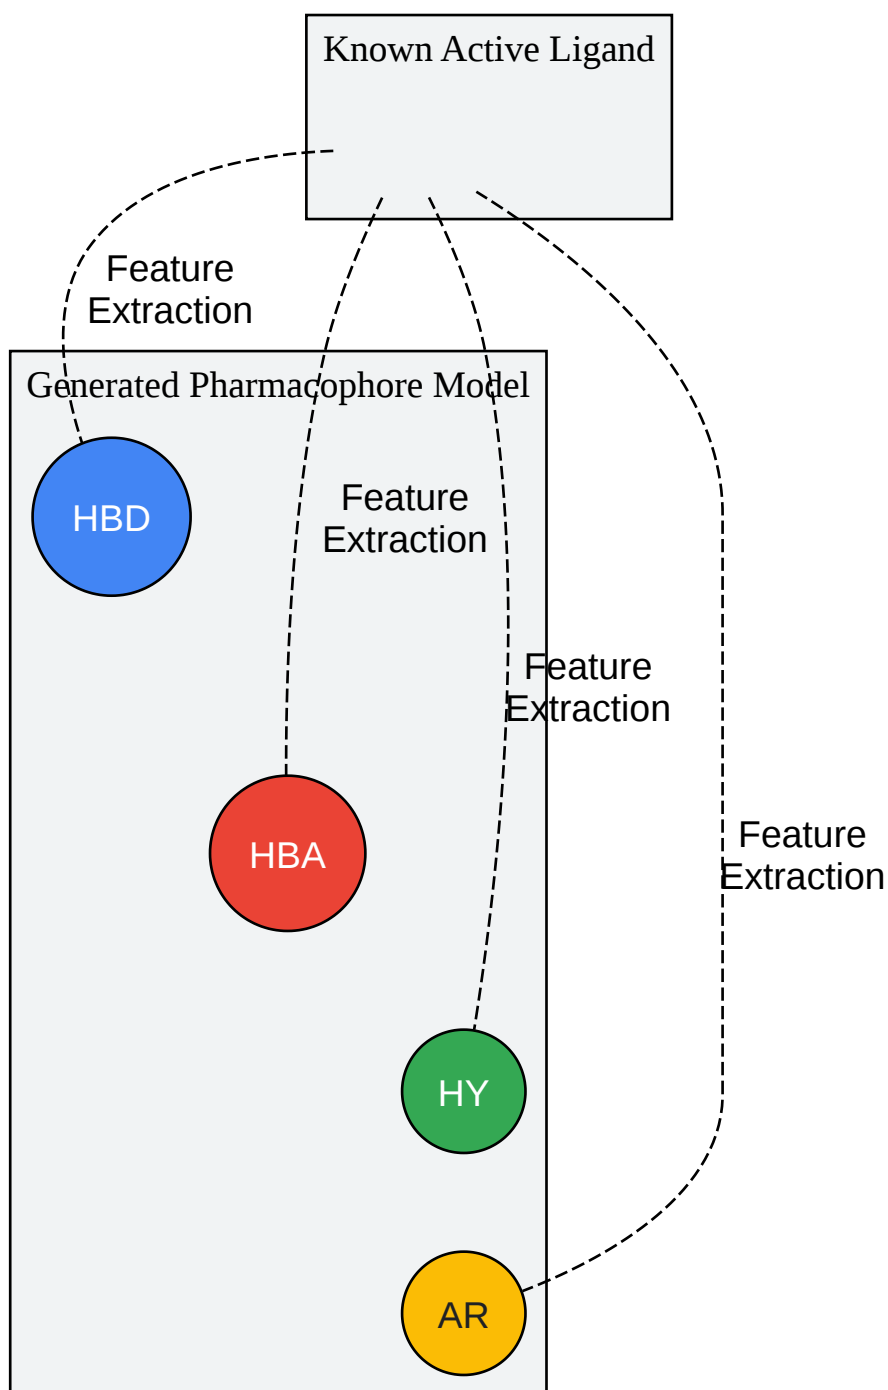 Known Active Ligand
Feature
Extraction
Generated Pharmacophore Model
HBD
Feature
Extraction
Feature
Extraction
HBA
Feature
Extraction
HY
AR